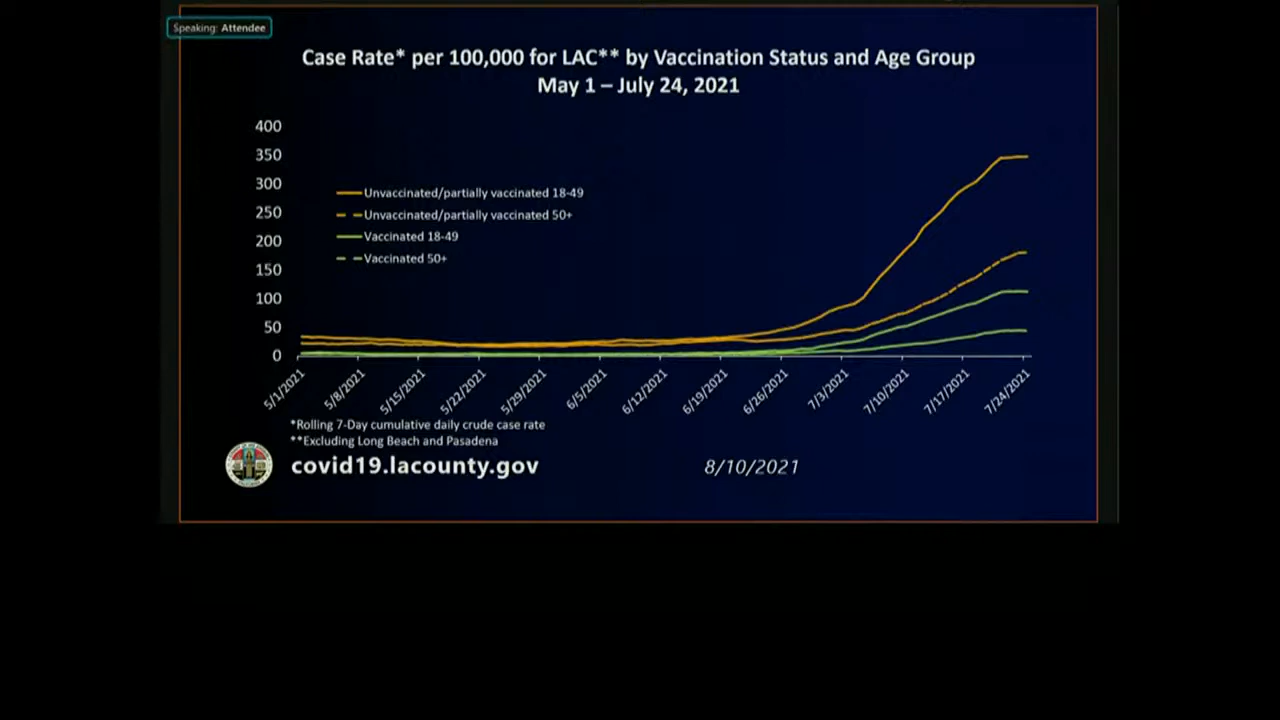 Speaking: Attendee
Case Rate* per 100,000 for LAC** by Vaccination Status and Age Group
May 1 – July 24, 2021
400
350
300
250
200
150
100
50
0
Unvaccinated/partially vaccinated 18-49
Unvaccinated/partially vaccinated 50+
Vaccinated 18-49
Vaccinated 50+
5/1/2021
5/8/2021
5/15/2021
5/22/2021
5/29/2021
6/5/2021
6/12/2021
6/19/2021
6/26/2021
7/3/2021
7/10/2021
7/17/2021
7/24/2021
*Rolling 7-Day cumulative daily crude case rate
**Excluding Long Beach and Pasadena
covid19.lacounty.gov
8/10/2021